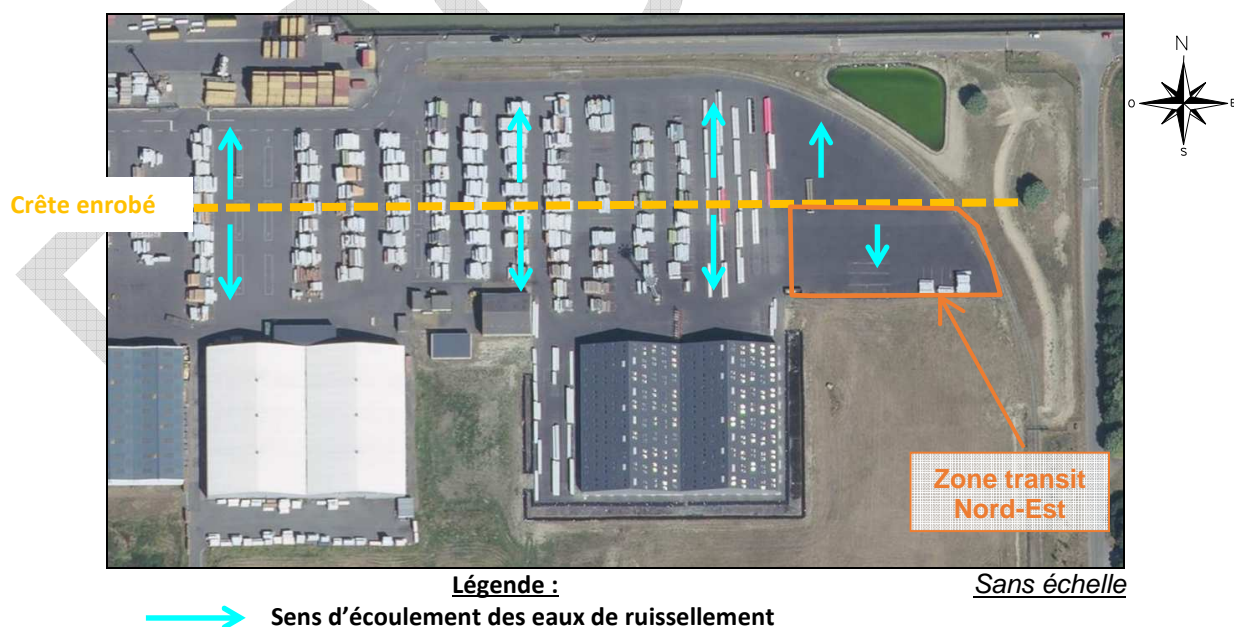 N
O
E
S
Crête enrobé
Zone transit
Nord-Est
Légende :
Sans échelle
Sens d'écoulement des eaux de ruissellement